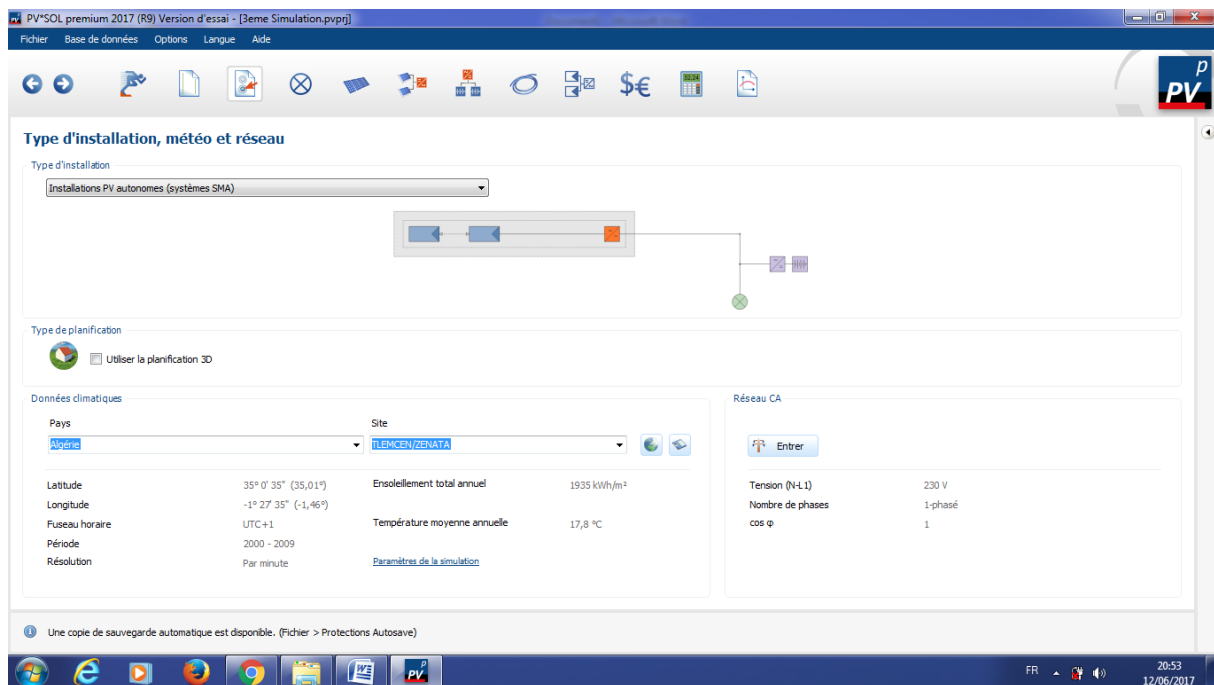 PV*SOL premium 2017 (R9) Version d'essai - [3eme Simulation.pvprj]
Fichier Base de données Options Langue Aide
$€
p
PV
Type d'installation, météo et réseau
Type d'installation
Installations PV autonomes (systèmes SMA)
Type de planification
Utiliser la planification 3D
Données climatiques
Réseau CA
Pays Site
Algérie TLEMCEN/ZENATA
Entrer
Latitude 35° 0' 35" (35,01°) Ensoleillement total annuel 1935 kWh/m² Tension (N-L1) 230 V
Longitude -1° 27' 35" (-1,46°) Nombre de phases 1-phasé
Fuseau horaire UTC+1 Température moyenne annuelle 17,8 °C cos φ 1
Période 2000 - 2009
Résolution Par minute Paramètres de la simulation
Une copie de sauvegarde automatique est disponible. (Fichier > Protections Autosave)
W
p
PV
FR
20:53
12/06/2017